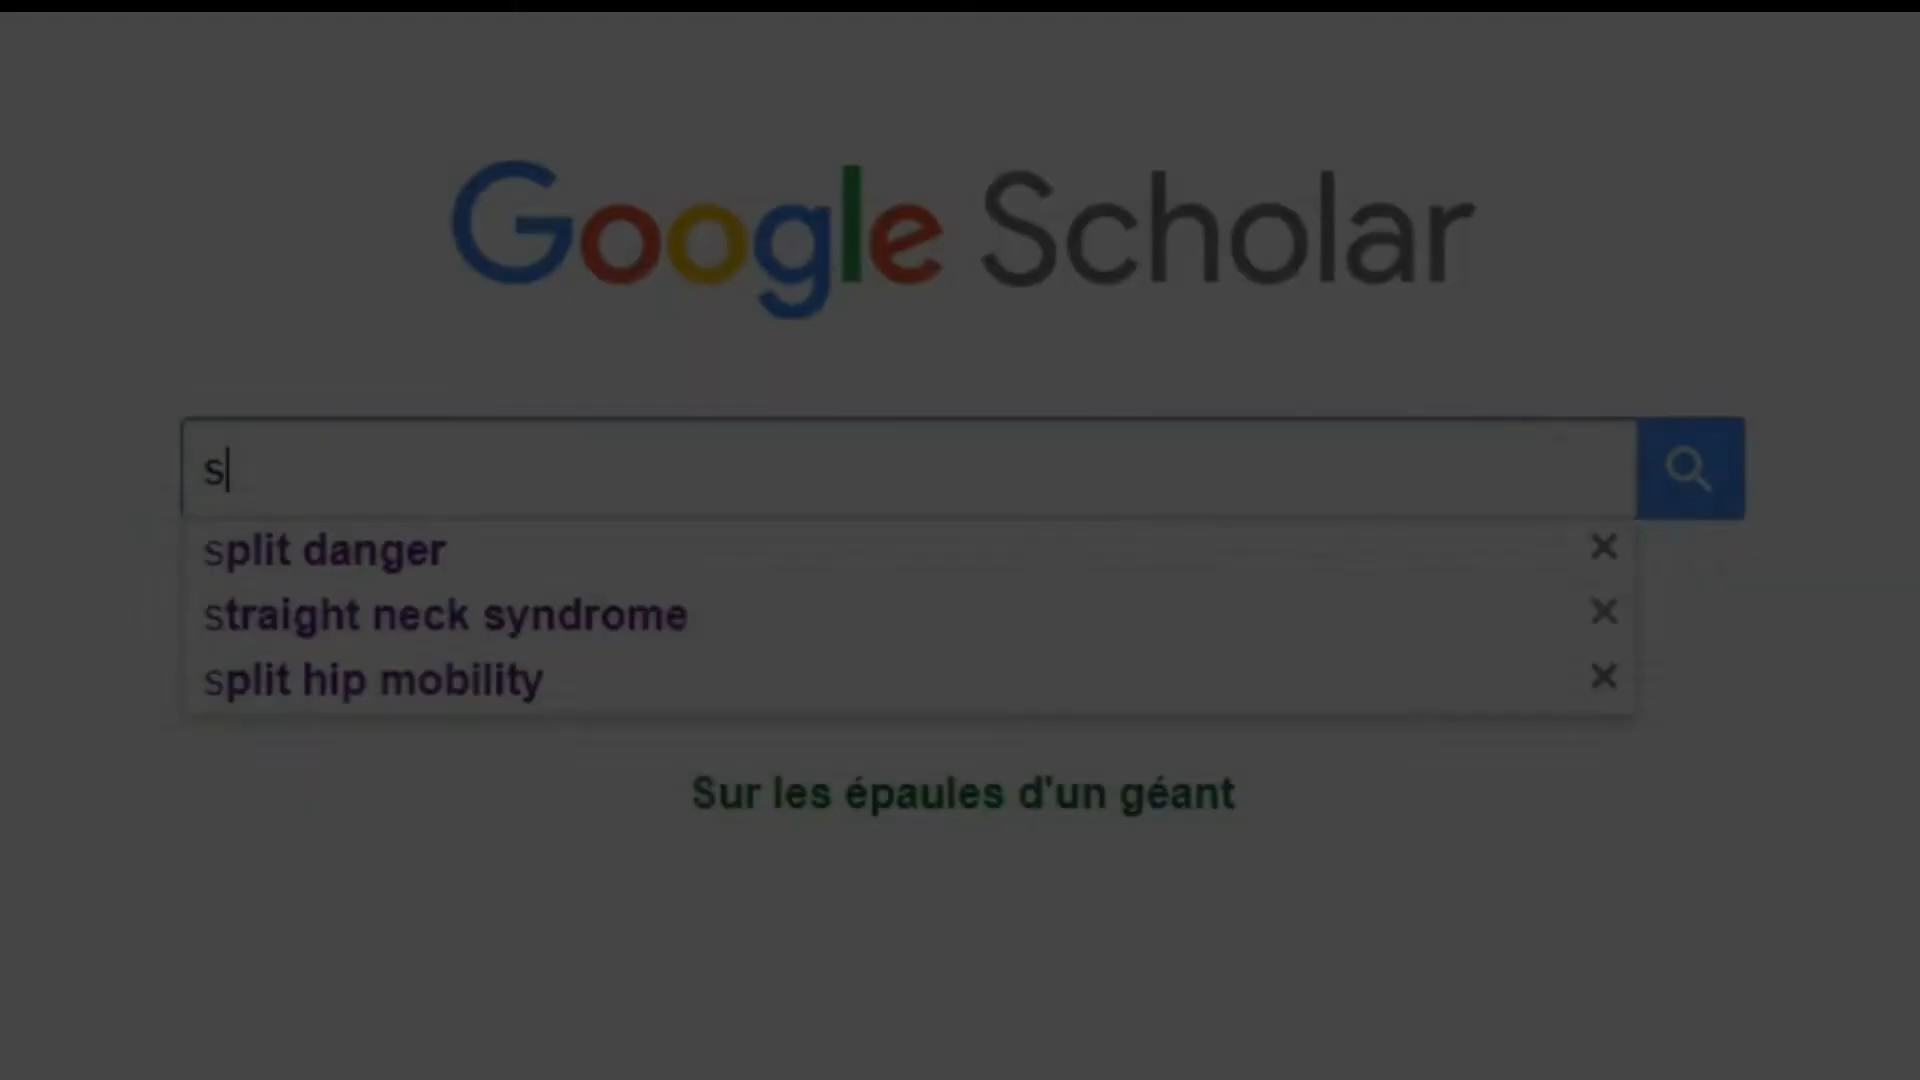 Google Scholar
s
split danger
straight neck syndrome
split hip mobility
Sur les épaules d'un géant